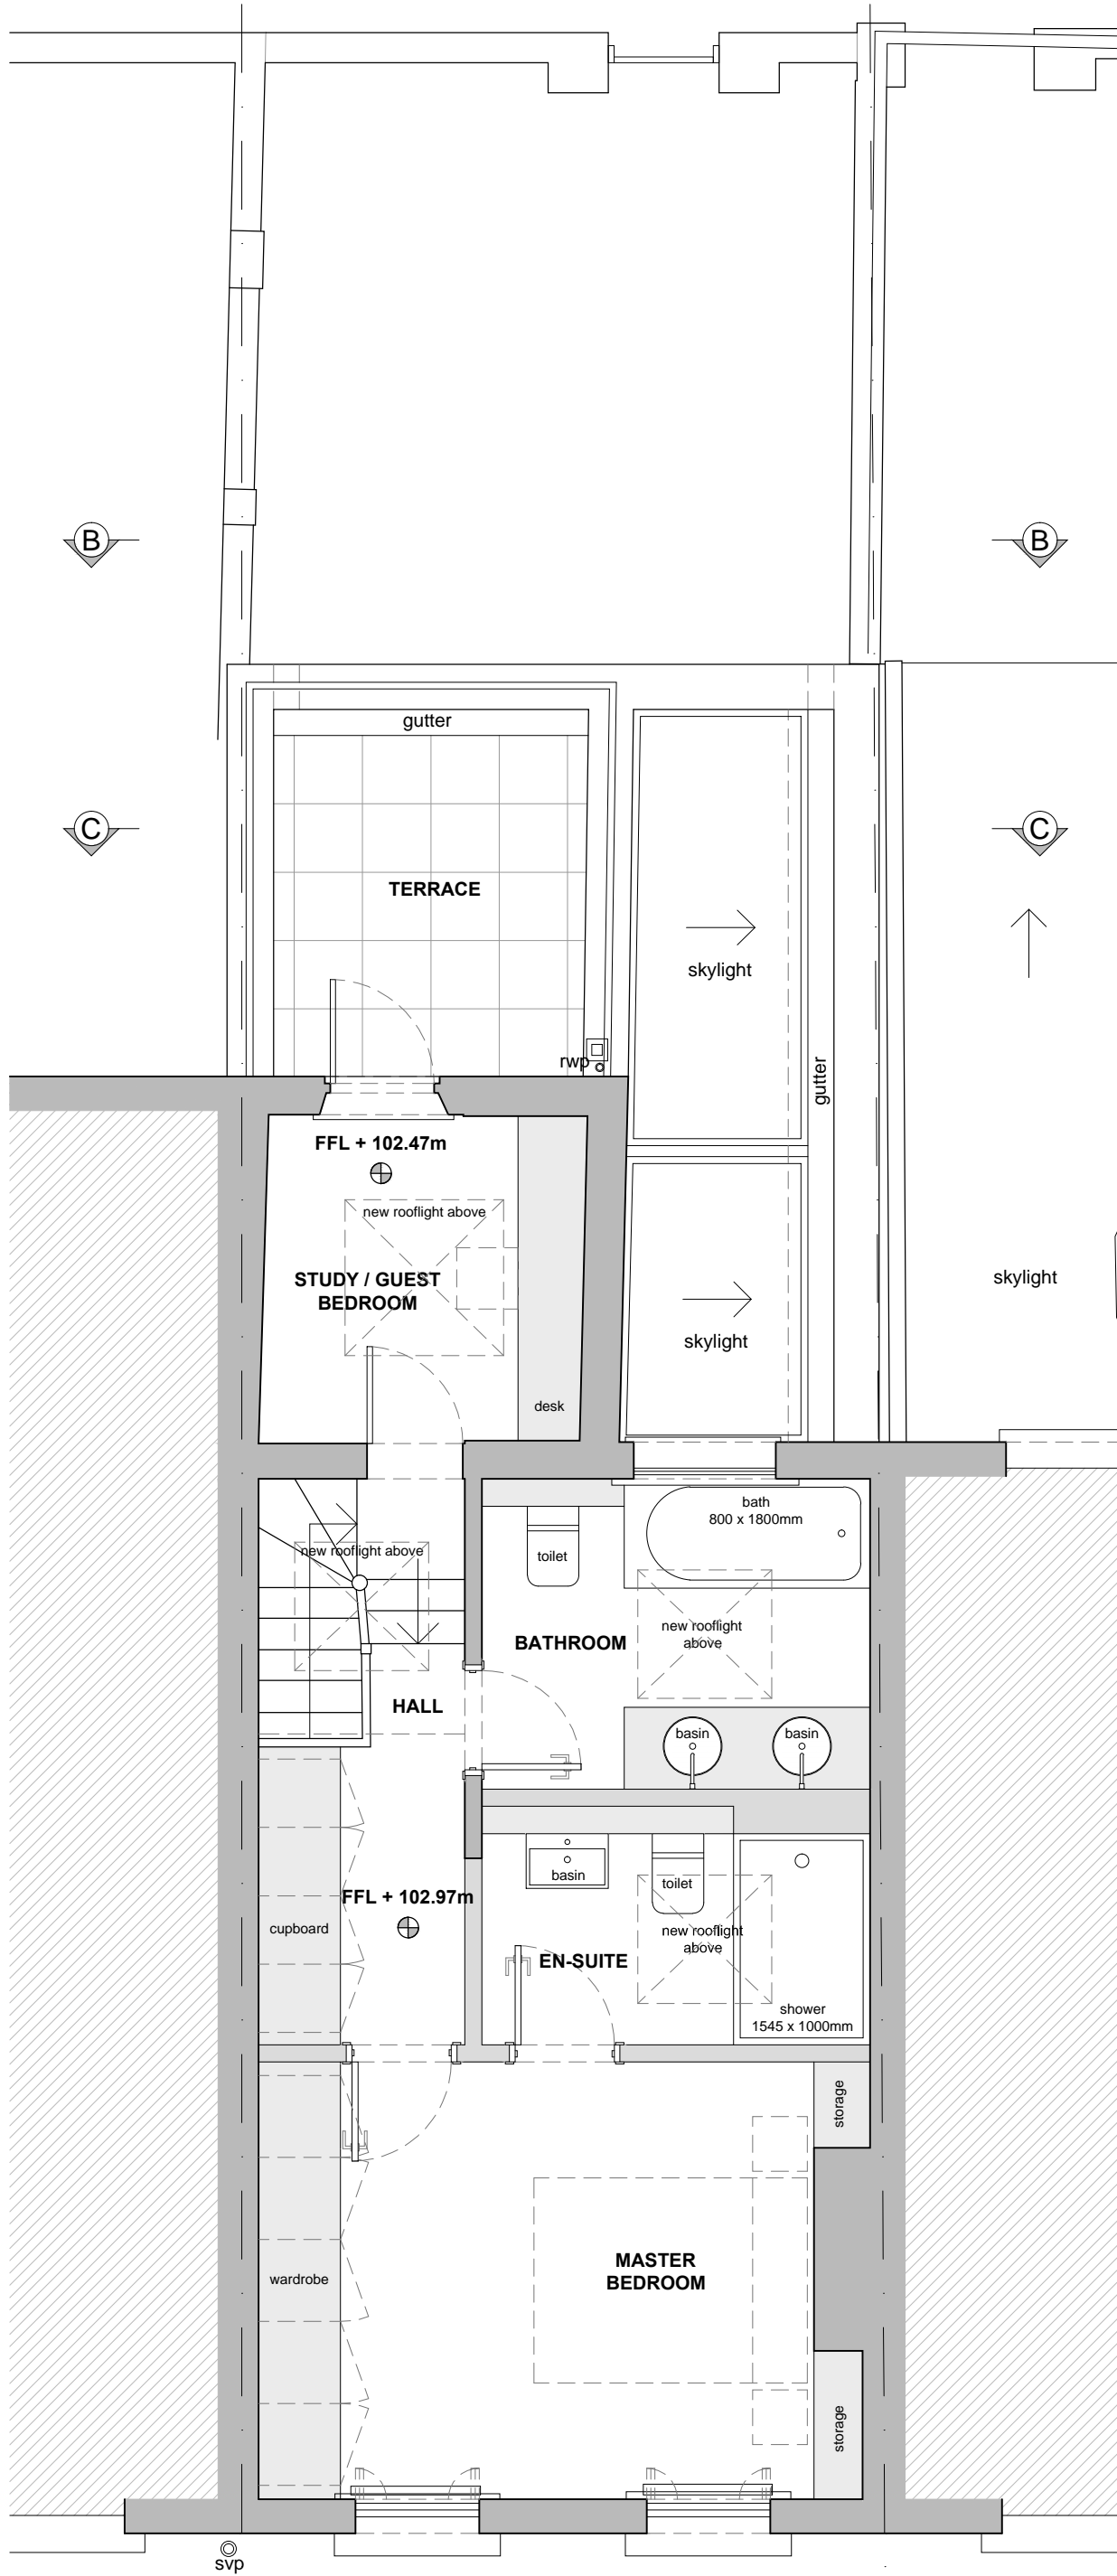 B
B
gutter
C
C
TERRACE
skylight
rwp
gutter
FFL + 102.47m
new rooflight above
STUDY / GUEST
BEDROOM
skylight
skylight
desk
bath
800 x 1800mm
new rooflight above
toilet
new rooflight
above
BATHROOM
HALL
basin
basin
basin
toilet
FFL + 102.97m
cupboard
new rooflight
above
EN-SUITE
shower
1545 x 1000mm
storage
MASTER
BEDROOM
wardrobe
storage
svp